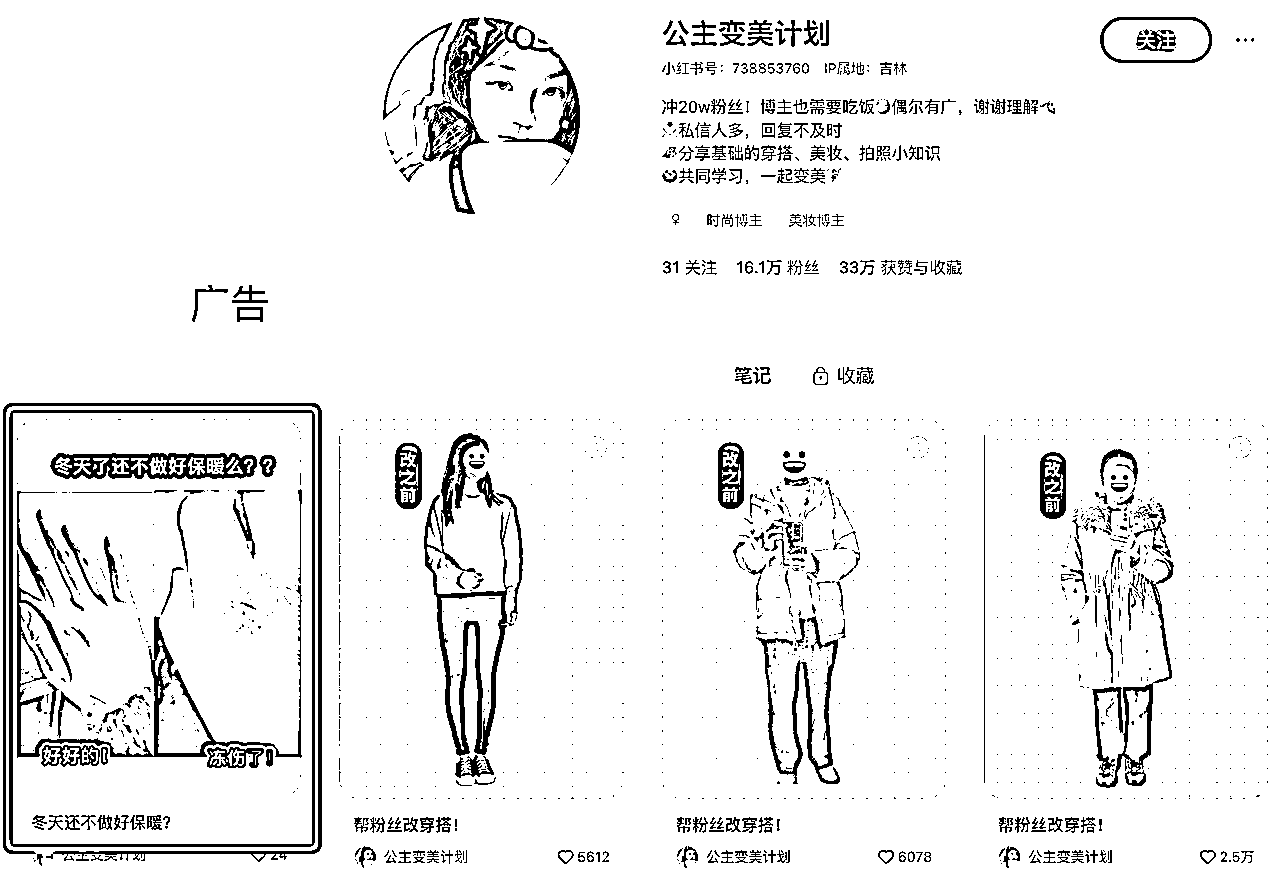 公主变美计划
关注
小红书号：738853760 IP属地：吉林
冲20w粉丝！博主也需要吃饭偶尔有广，谢谢理解
私信人多，回复不及时
分享基础的穿搭、美妆、拍照小知识
共同学习，一起变美
♀ 时尚博主 美妆博主
31 关注 16.1万 粉丝 33万 获赞与收藏
广告
笔记 收藏
冬天了还不做好保暖么？？
好好的！
冻伤了！
冬天还不做好保暖？
公主变美计划 24
改之前
帮粉丝改穿搭！
公主变美计划 5612
改之前
帮粉丝改穿搭！
公主变美计划 6078
改之前
帮粉丝改穿搭！
公主变美计划 2.5万